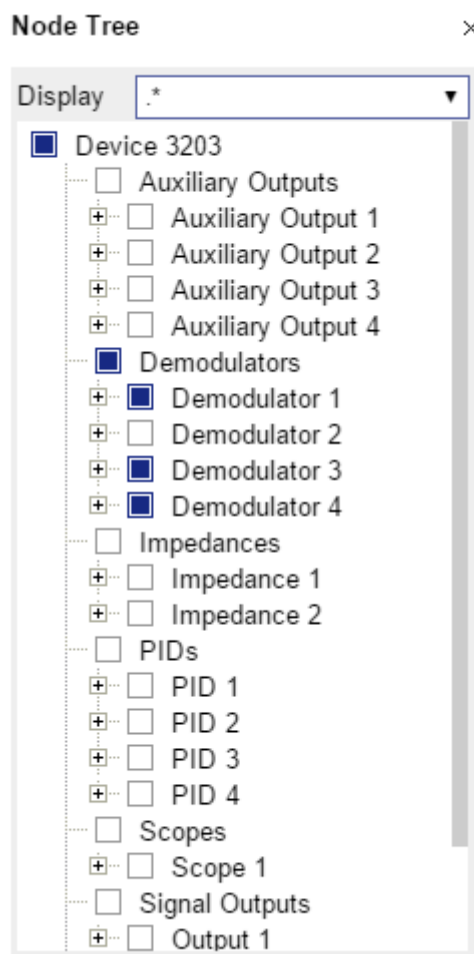 Node Tree
Display .*
Device 3203
Auxiliary Outputs
Auxiliary Output 1
Auxiliary Output 2
Auxiliary Output 3
Auxiliary Output 4
Demodulators
Demodulator 1
Demodulator 2
Demodulator 3
Demodulator 4
Impedances
Impedance 1
Impedance 2
PIDs
PID 1
PID 2
PID 3
PID 4
Scopes
Scope 1
Signal Outputs
Output 1